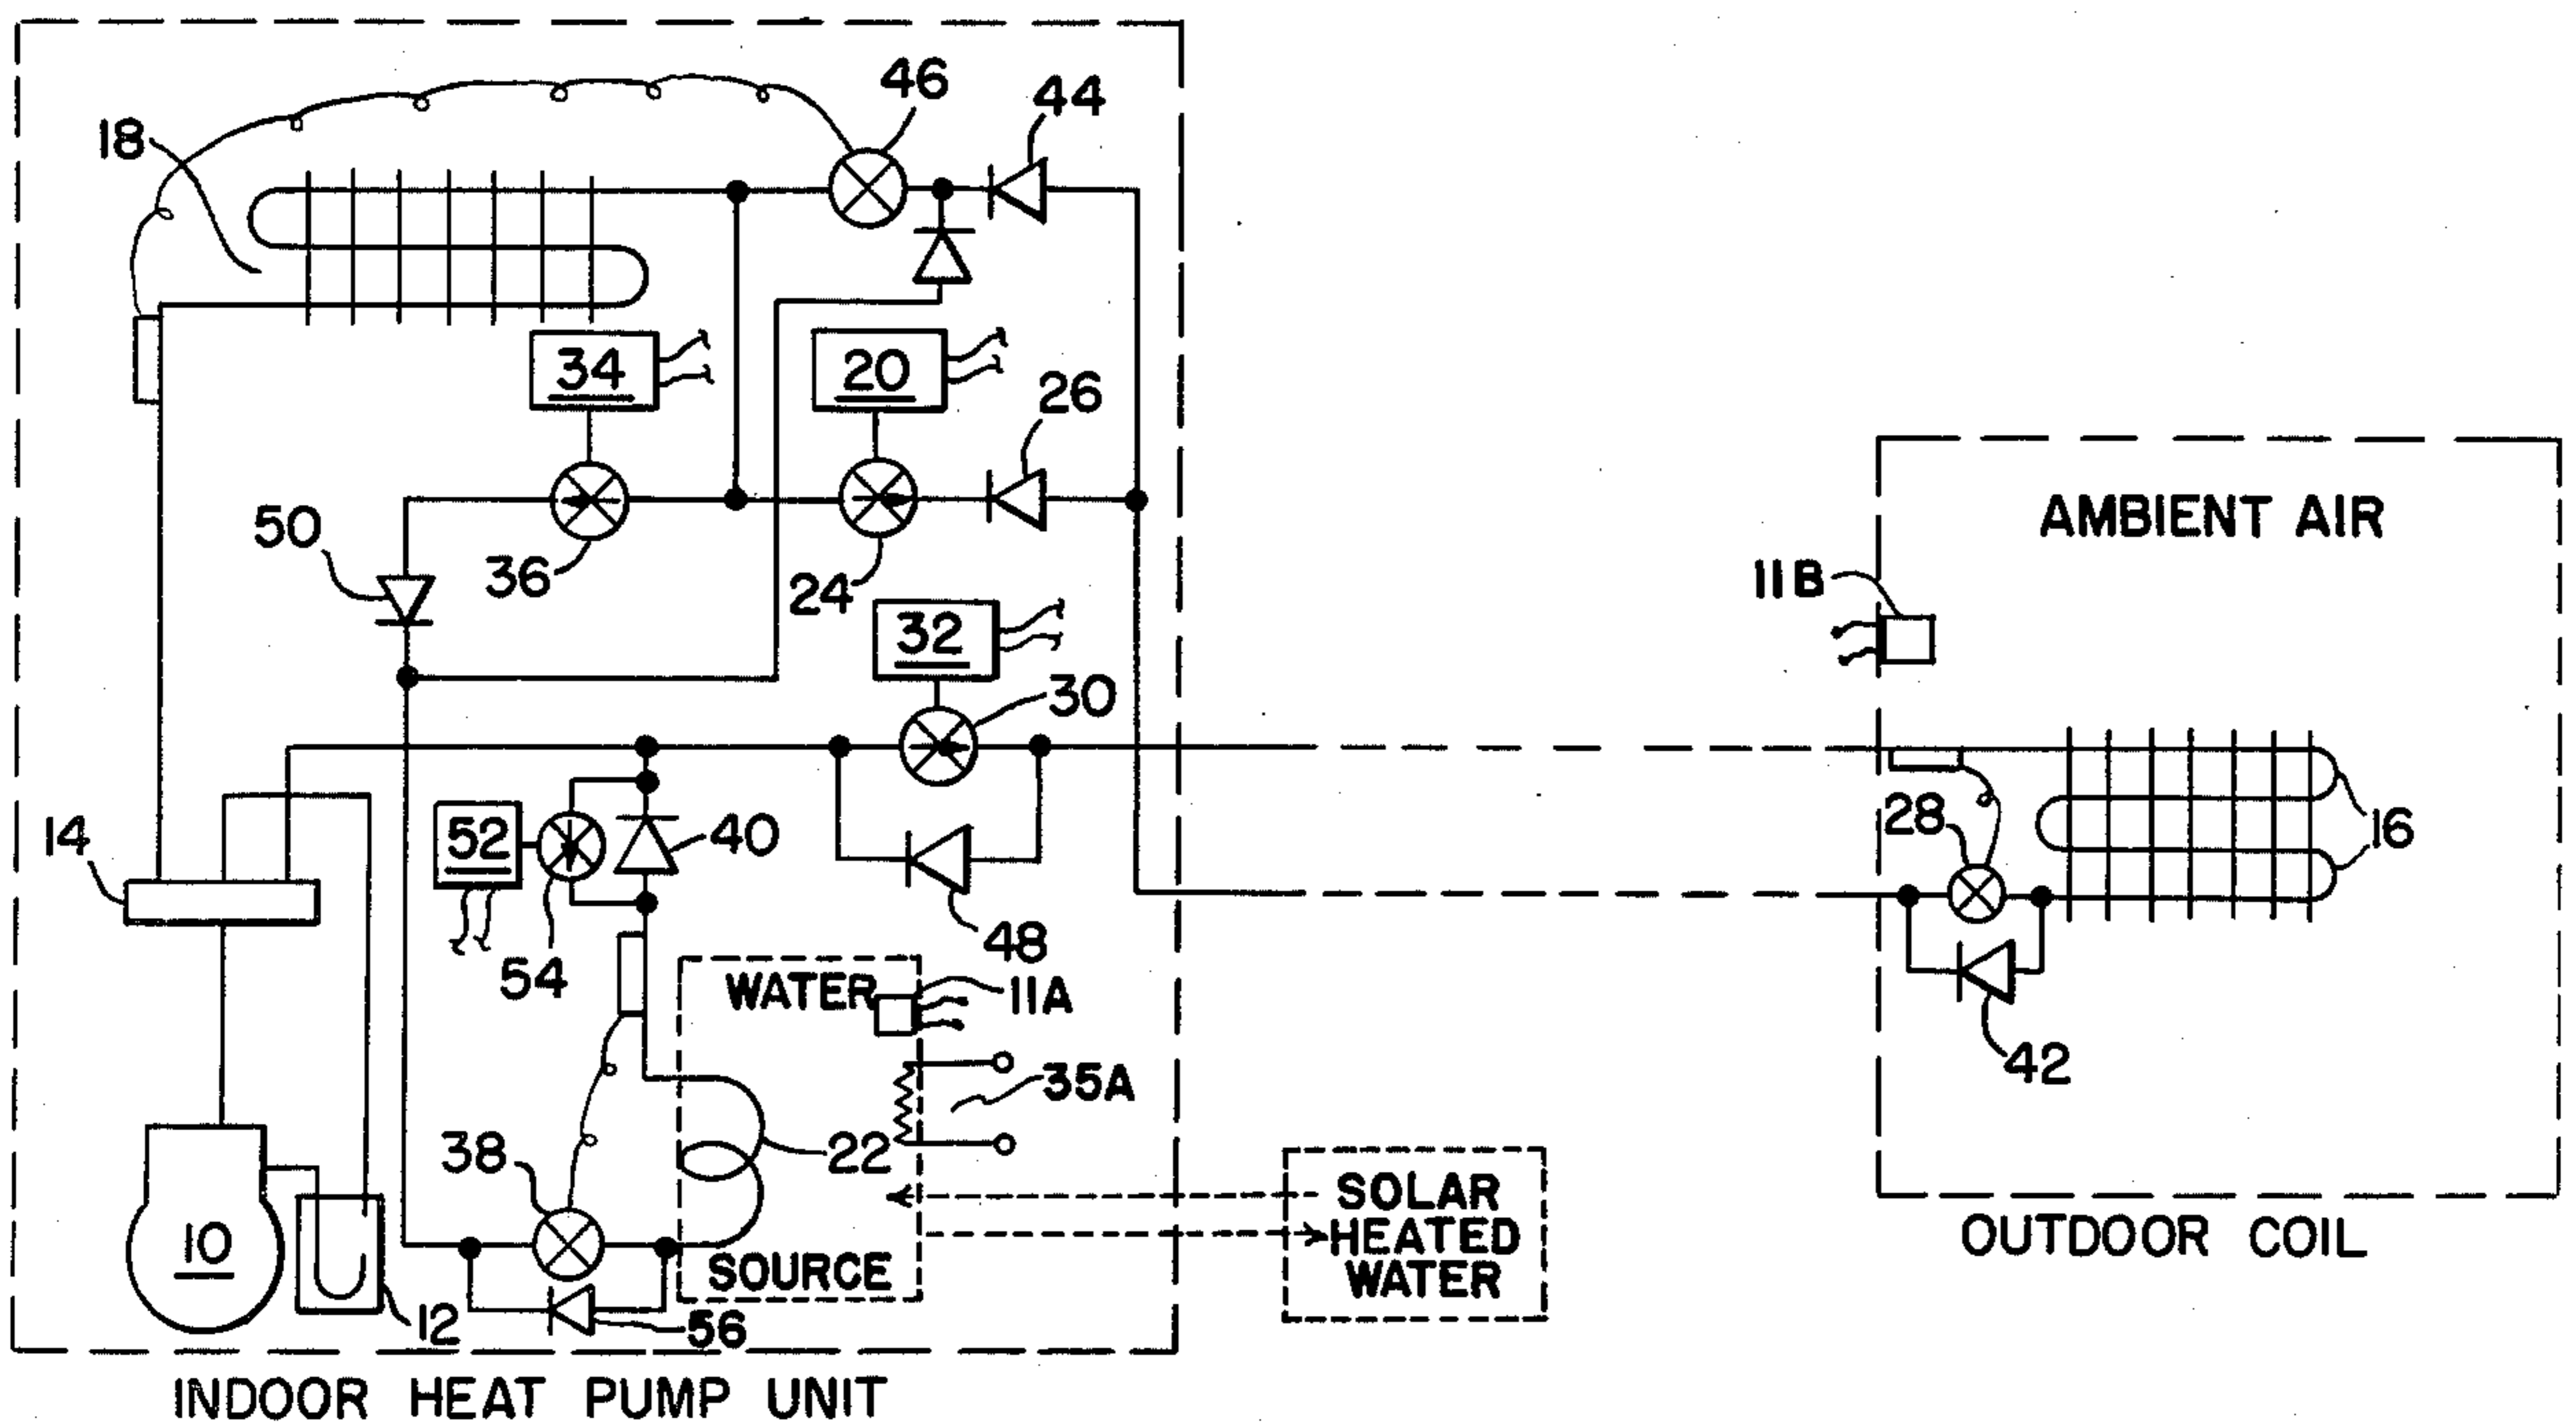 46
44
18
34
20
26
50
36
24
AMBIENT AIR
11B
32
30
14
52
40
28
16
54
48
WATER
11A
42
35A
38
22
SOLAR
HEATED
WATER
10
SOURCE
12
56
OUTDOOR COIL
INDOOR HEAT PUMP UNIT